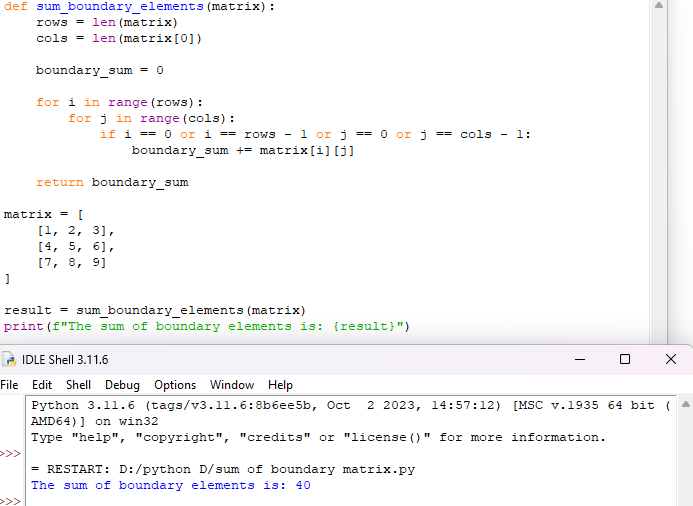 def sum_boundary_elements(matrix):
    rows = len(matrix)
    cols = len(matrix[0])
    boundary_sum = 0
    for i in range(rows):
        for j in range(cols):
            if i == 0 or i == rows - 1 or j == 0 or j == cols - 1:
                boundary_sum += matrix[i][j]
    return boundary_sum
matrix = [
    [1, 2, 3],
    [4, 5, 6],
    [7, 8, 9]
]
result = sum_boundary_elements(matrix)
print(f"The sum of boundary elements is: {result}")
IDLE Shell 3.11.6
File Edit Shell Debug Options Window Help
Python 3.11.6 (tags/v3.11.6:8b6ee5b, Oct  2 2023, 14:57:12) [MSC v.1935 64 bit (
AMD64)] on win32
Type "help", "copyright", "credits" or "license()" for more information.
>>>
= RESTART: D:/python D/sum of boundary matrix.py
The sum of boundary elements is: 40
>>>